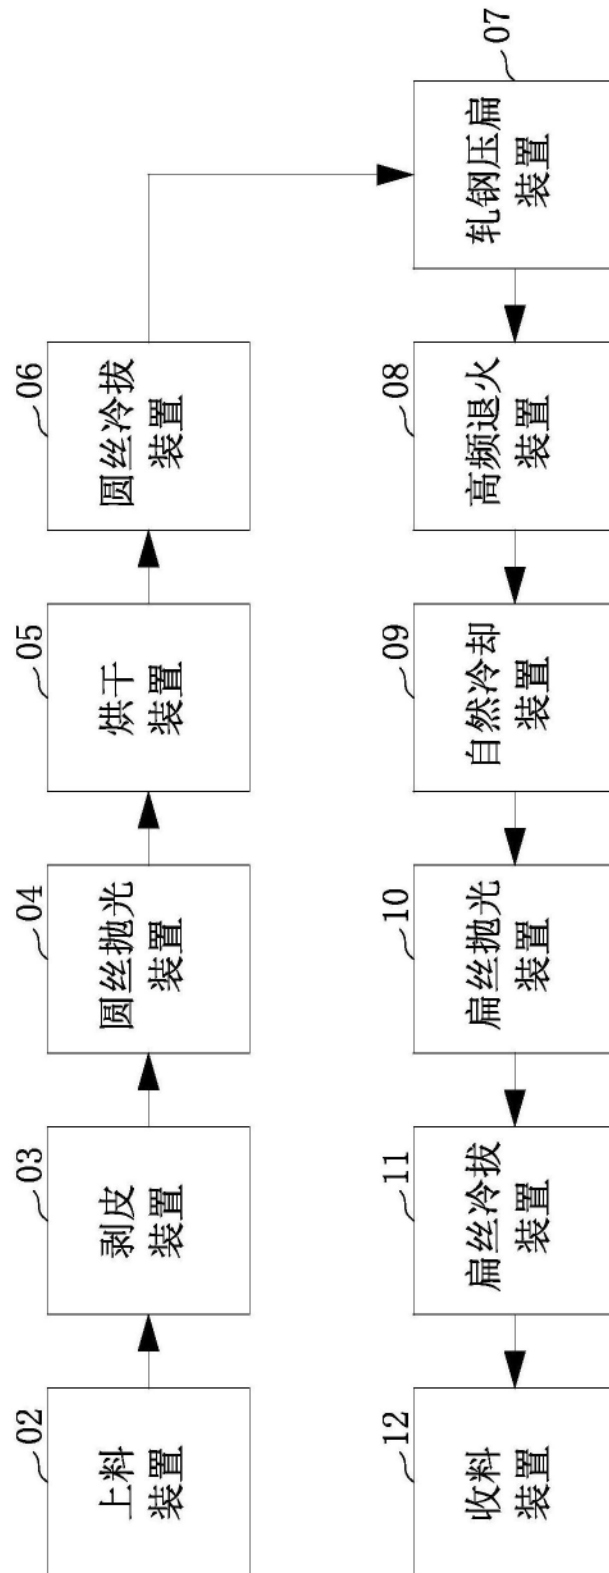 02
上料
装置
03
剥皮
装置
04
圆丝抛光
装置
05
烘干
装置
06
圆丝冷拔
装置
07
轧钢压扁
装置
08
高频退火
装置
09
自然冷却
装置
10
扁丝抛光
装置
11
扁丝冷拔
装置
12
收料
装置